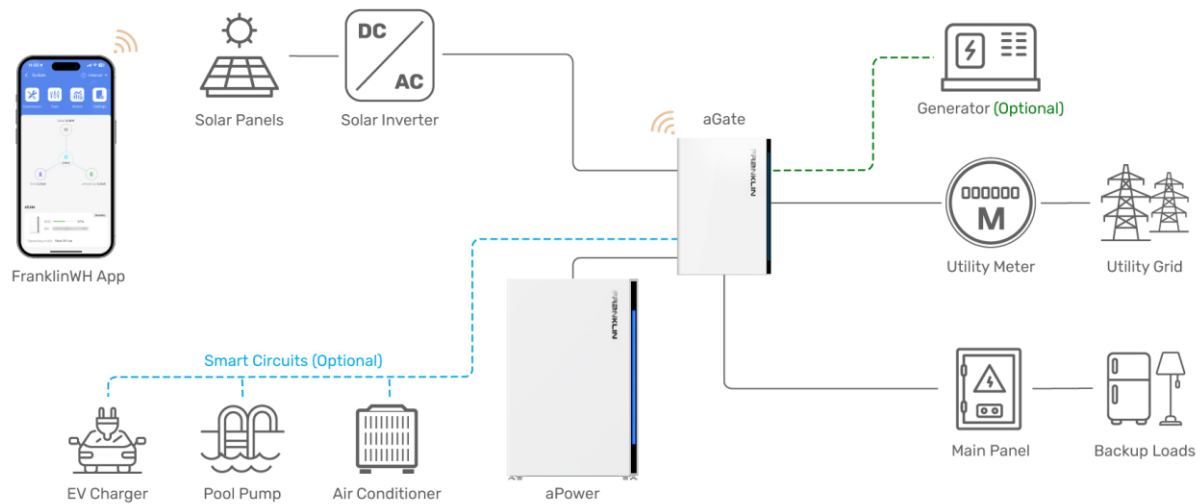 DC
AC
Solar Panels
Solar Inverter
aGate
Generator (Optional)
FRANKLIN
M
Utility Meter
Utility Grid
FranklinWH App
FRANKLIN
Smart Circuits (Optional)
Main Panel
Backup Loads
EV Charger
Pool Pump
Air Conditioner
aPower